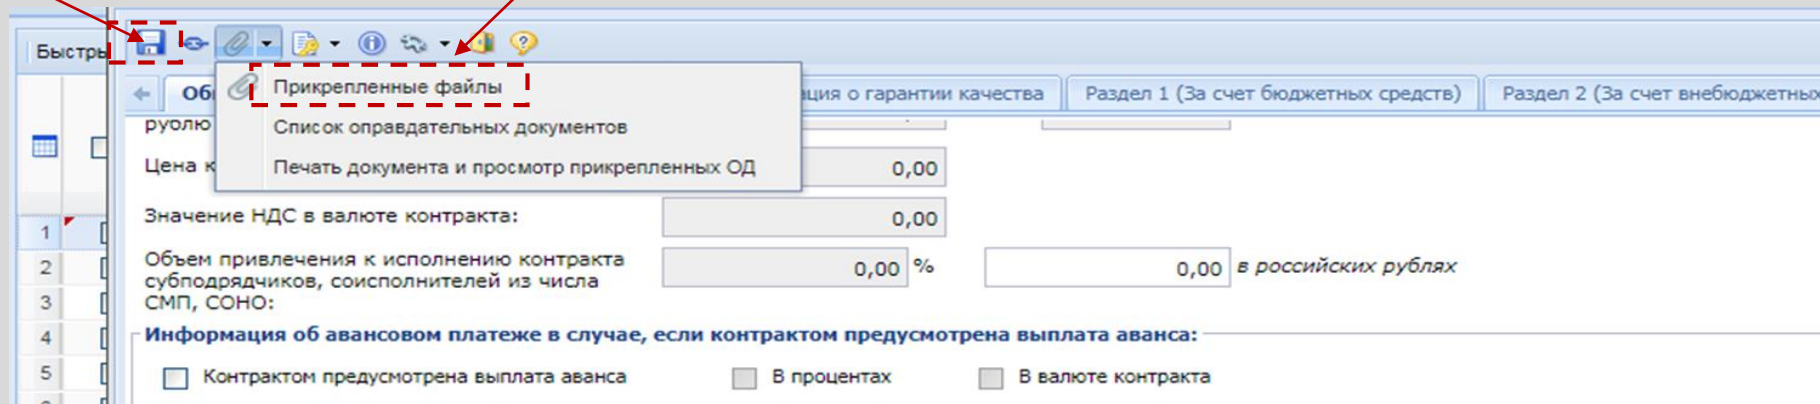 Быстры
Об
ция о гарантии качества
Раздел 1 (За счет бюджетных средств)
Раздел 2 (За счет внебюджетных
Прикрепленные файлы
Список оправдательных документов
Печать документа и просмотр прикрепленных ОД
рублю
Цена к
0,00
Значение НДС в валюте контракта:
0,00
Объем привлечения к исполнению контракта
субподрядчиков, соисполнителей из числа
СМП, СОНО:
0,00 %
0,00 в российских рублях
Информация об авансовом платеже в случае, если контрактом предусмотрена выплата аванса:
Контрактом предусмотрена выплата аванса
В процентах
В валюте контракта
1
2
3
4
5